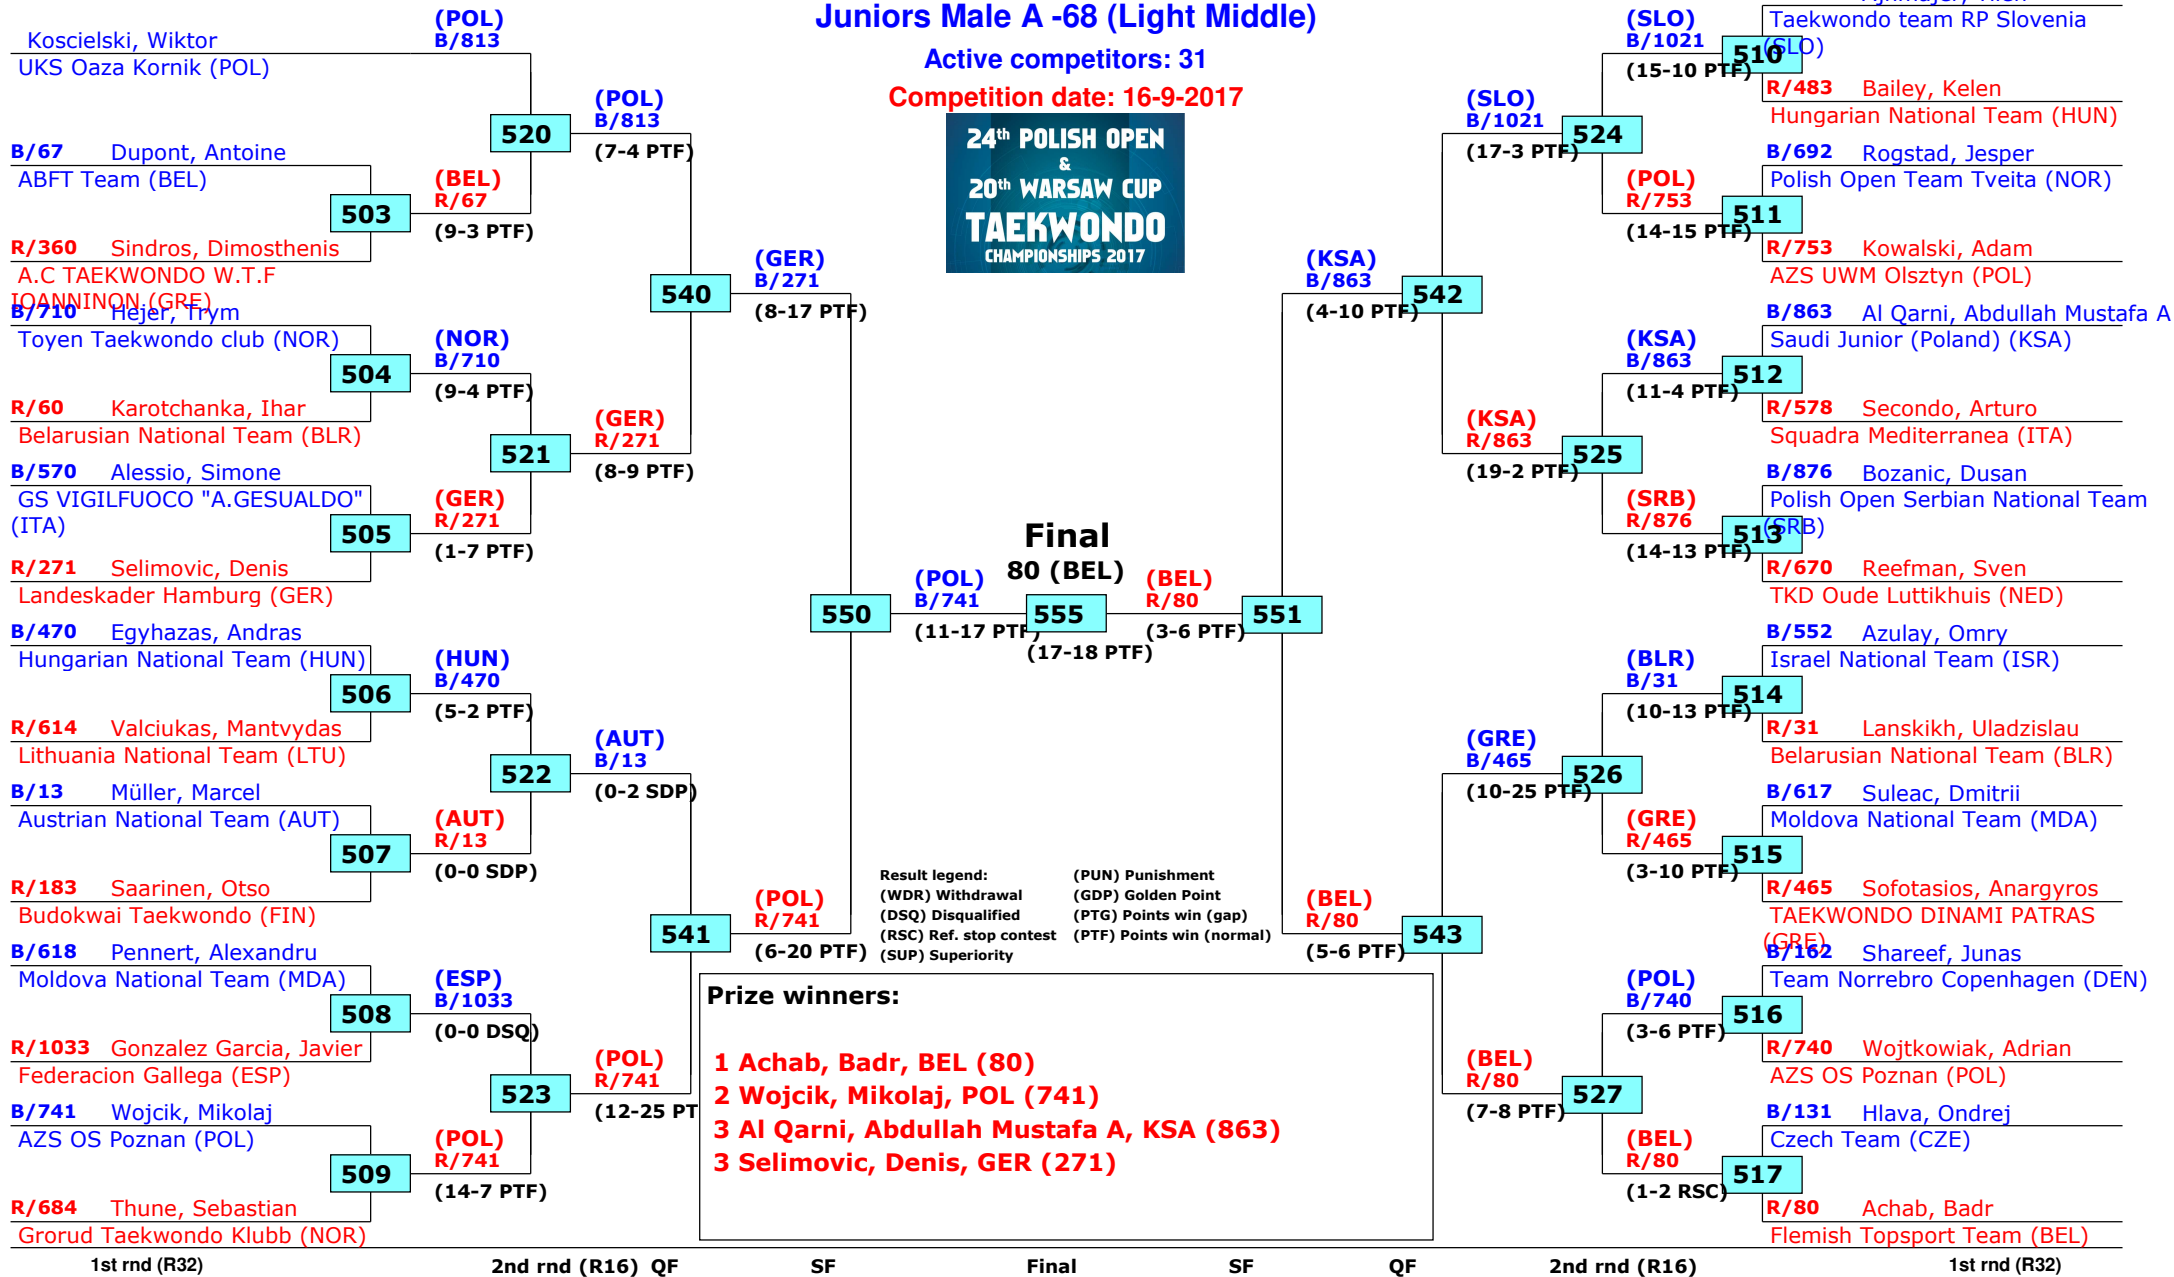 Juniors Male A -68 (Light Middle)
Active competitors: 31
Competition date: 16-9-2017
24th POLISH OPEN
&
20th WARSAW CUP
TAEKWONDO
CHAMPIONSHIPS 2017
Koscielski, Wiktor
UKS Oaza Kornik (POL)
B/67 Dupont, Antoine
ABFT Team (BEL)
503
R/360 Sindros, Dimosthenis
A.C TAEKWONDO W.T.F
IOANNINON (GRE)
B/710 Hejer, Trym
Toyen Taekwondo club (NOR)
504
R/60 Karotchanka, Ihar
Belarusian National Team (BLR)
B/570 Alessio, Simone
GS VIGILFUOCO "A.GESUALDO"
(ITA)
505
R/271 Selimovic, Denis
Landeskader Hamburg (GER)
B/470 Egyhazas, Andras
Hungarian National Team (HUN)
506
R/614 Valciukas, Mantvydas
Lithuania National Team (LTU)
B/13 Müller, Marcel
Austrian National Team (AUT)
507
R/183 Saarinen, Otso
Budokwai Taekwondo (FIN)
B/618 Pennert, Alexandru
Moldova National Team (MDA)
508
R/1033 Gonzalez Garcia, Javier
Federacion Gallega (ESP)
B/741 Wojcik, Mikolaj
AZS OS Poznan (POL)
509
R/684 Thune, Sebastian
Grorud Taekwondo Klubb (NOR)
(POL)
B/813
520
(BEL)
R/67
(9-3 PTF)
(NOR)
B/710
(9-4 PTF)
521
(GER)
R/271
(1-7 PTF)
(HUN)
B/470
(5-2 PTF)
522
(AUT)
R/13
(0-0 SDP)
(ESP)
B/1033
(0-0 DSQ)
523
(POL)
R/741
(14-7 PTF)
(POL)
B/813
(7-4 PTF)
540
(GER)
R/271
(8-9 PTF)
(AUT)
B/13
(0-2 SDP)
541
(POL)
R/741
(12-25 PT
(GER)
B/271
(8-17 PTF)
550
(POL)
R/741
(6-20 PTF)
(POL)
B/741
(11-17 PTF)
Final
80 (BEL)
555
(17-18 PTF)
(BEL)
R/80
(3-6 PTF)
551
(KSA)
B/863
(4-10 PTF)
542
(BEL)
R/80
(5-6 PTF)
543
(SLO)
B/1021
(17-3 PTF)
524
(KSA)
R/863
(19-2 PTF)
525
(GRE)
B/465
(10-25 PTF)
526
(BEL)
R/80
(7-8 PTF)
527
(SLO)
B/1021
(15-10 PTF)
(POL)
R/753
(14-15 PTF)
(KSA)
B/863
(11-4 PTF)
(SRB)
R/876
(14-13 PTF)
(BLR)
B/31
(10-13 PTF)
(GRE)
R/465
(3-10 PTF)
(POL)
B/740
(3-6 PTF)
(BEL)
R/80
(1-2 RSC)
Taekwondo team RP Slovenia
(SLO)
510
R/483 Bailey, Kelen
Hungarian National Team (HUN)
B/692 Rogstad, Jesper
Polish Open Team Tveita (NOR)
511
R/753 Kowalski, Adam
AZS UWM Olsztyn (POL)
B/863 Al Qarni, Abdullah Mustafa A
Saudi Junior (Poland) (KSA)
512
R/578 Secondo, Arturo
Squadra Mediterranea (ITA)
B/876 Bozanic, Dusan
Polish Open Serbian National Team
(SRB)
513
R/670 Reefman, Sven
TKD Oude Luttikhuis (NED)
B/552 Azulay, Omry
Israel National Team (ISR)
514
R/31 Lanskikh, Uladzislau
Belarusian National Team (BLR)
B/617 Suleac, Dmitrii
Moldova National Team (MDA)
515
R/465 Sofotasios, Anargyros
TAEKWONDO DINAMI PATRAS
(GRE)
B/162 Shareef, Junas
Team Norrebro Copenhagen (DEN)
516
R/740 Wojtkowiak, Adrian
AZS OS Poznan (POL)
B/131 Hlava, Ondrej
Czech Team (CZE)
517
R/80 Achab, Badr
Flemish Topsport Team (BEL)
Result legend: (PUN) Punishment
(WDR) Withdrawal (GDP) Golden Point
(DSQ) Disqualified (PTG) Points win (gap)
(RSC) Ref. stop contest (PTF) Points win (normal)
(SUP) Superiority
Prize winners:
1 Achab, Badr, BEL (80)
2 Wojcik, Mikolaj, POL (741)
3 Al Qarni, Abdullah Mustafa A, KSA (863)
3 Selimovic, Denis, GER (271)
1st rnd (R32) 2nd rnd (R16) QF SF Final SF QF 2nd rnd (R16) 1st rnd (R32)